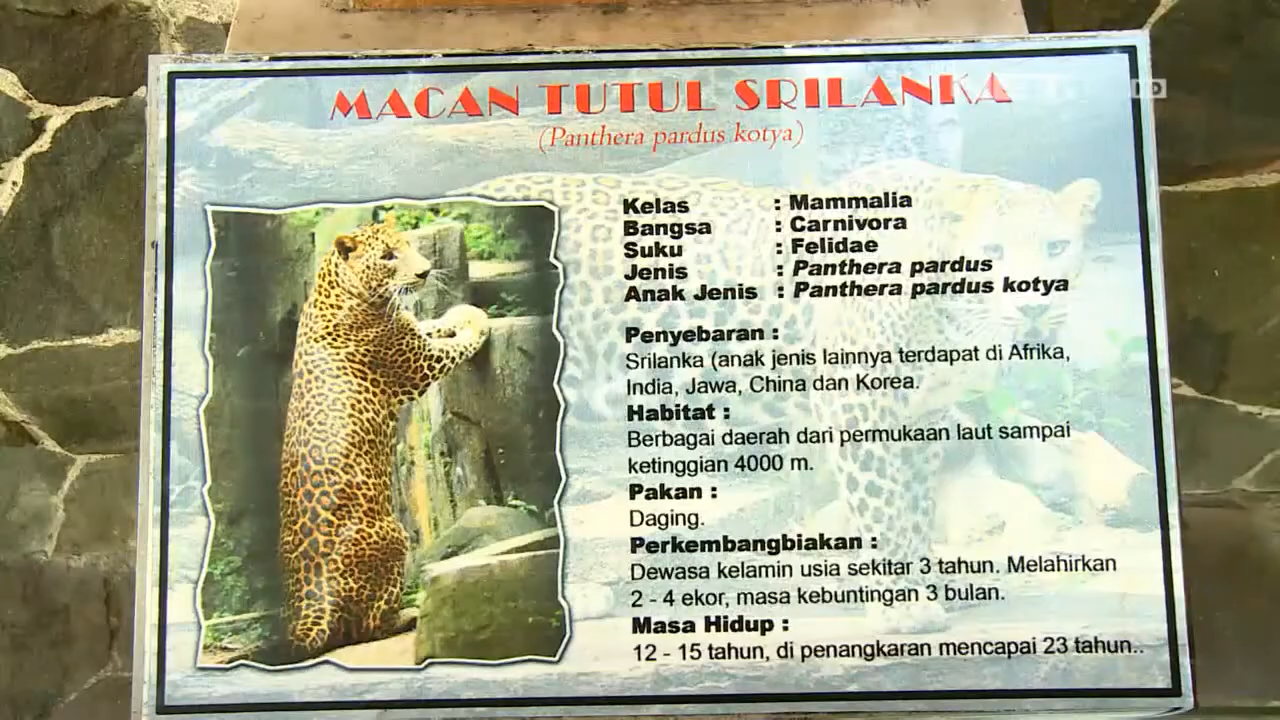 MACAN TUTUL SRILANKA
(Panthera pardus kotya)
Kelas : Mammalia
Bangsa : Carnivora
Suku : Felidae
Jenis : Panthera pardus
Anak Jenis : Panthera pardus kotya
Penyebaran :
Srilanka (anak jenis lainnya terdapat di Afrika,
India, Jawa, China dan Korea.
Habitat :
Berbagai daerah dari permukaan laut sampai
ketinggian 4000 m.
Pakan :
Daging.
Perkembangbiakan :
Dewasa kelamin usia sekitar 3 tahun. Melahirkan
2 - 4 ekor, masa kebuntingan 3 bulan.
Masa Hidup :
12 - 15 tahun, di penangkaran mencapai 23 tahun..